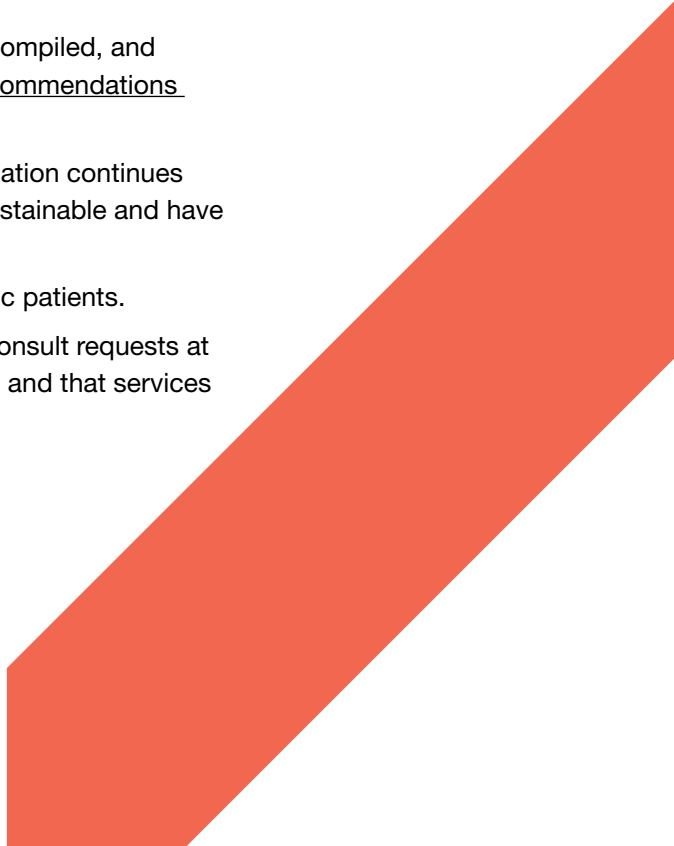 ompiled, and
ommendations
ation continues
stainable and have
c patients.
onsult requests at
and that services